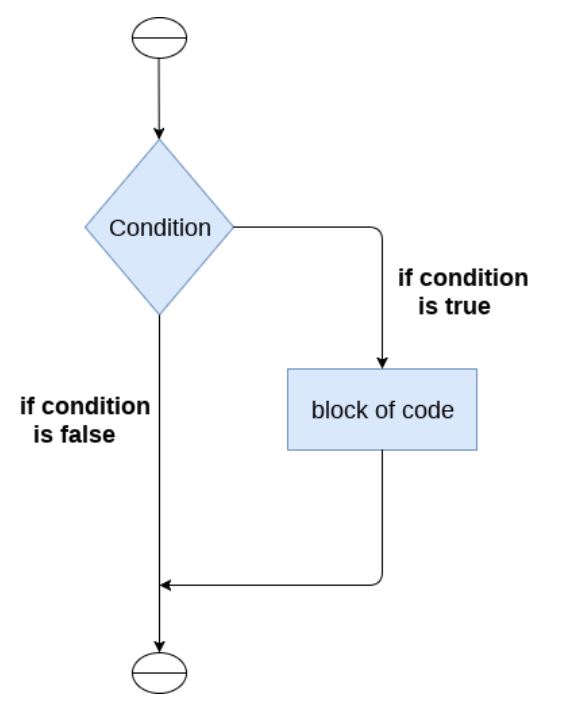 Condition
if condition
is true
if condition
is false
block of code